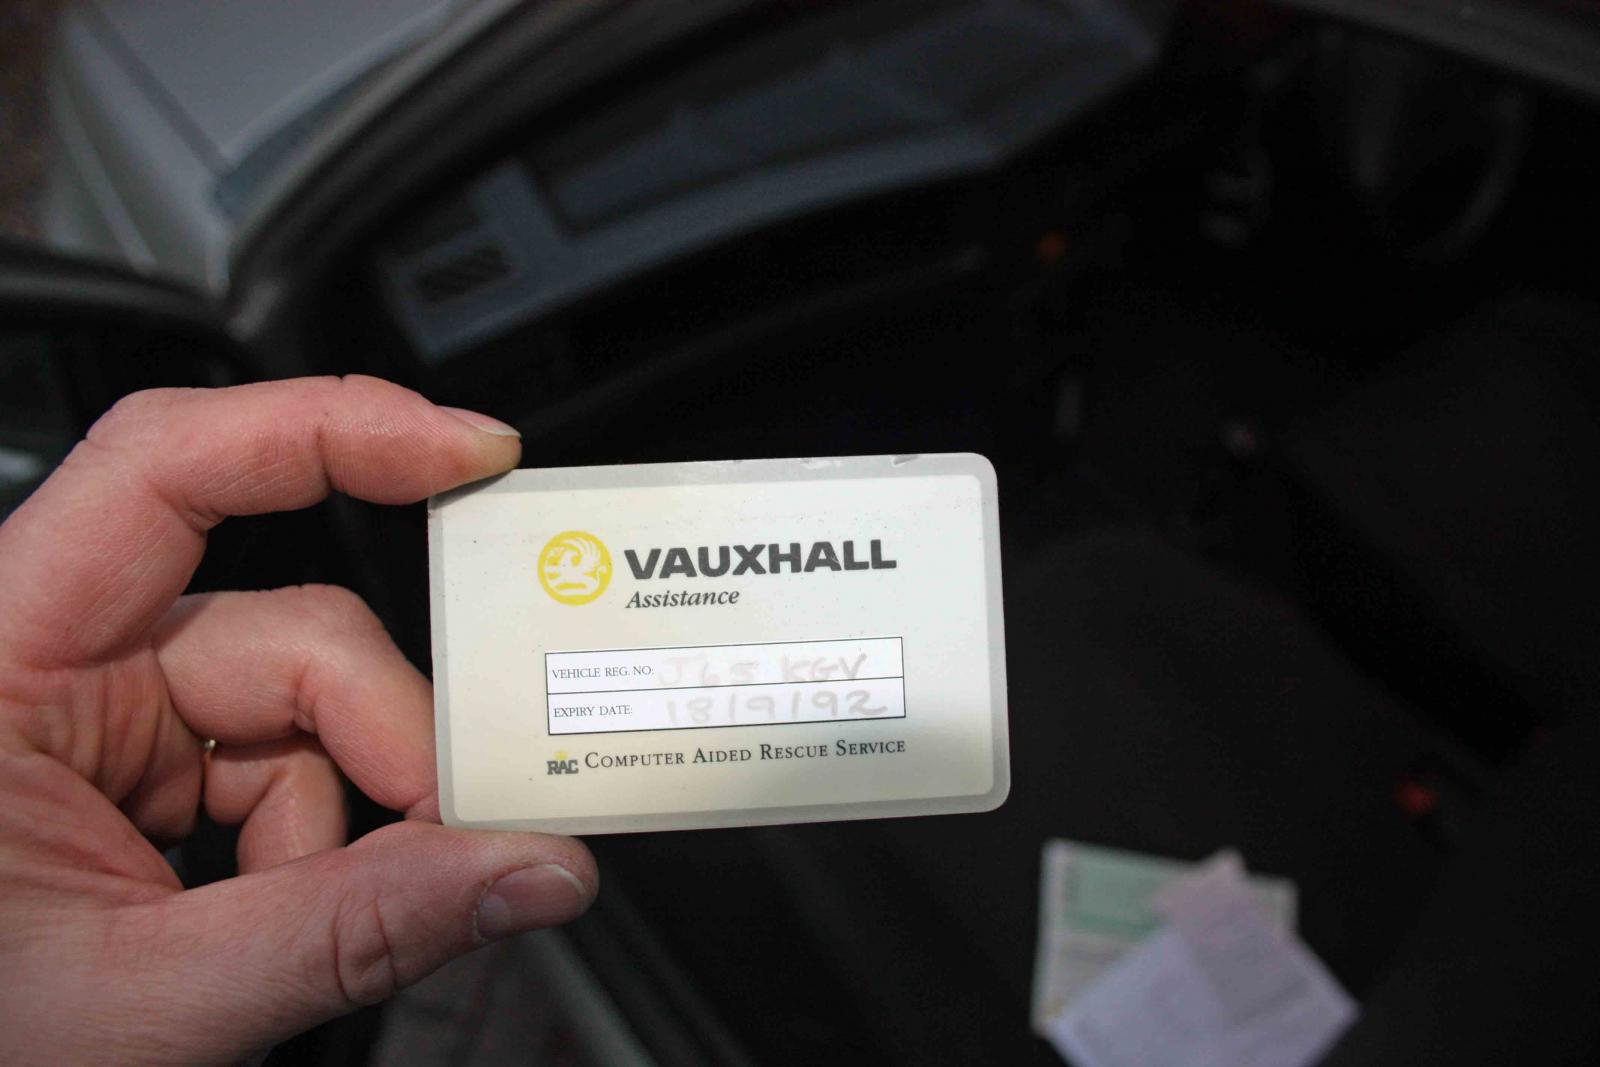 VAUXHALL
Assistance
VEHICLE REG. NO: J65 KGV
EXPIRY DATE: 18/9/92
RAC COMPUTER AIDED RESCUE SERVICE